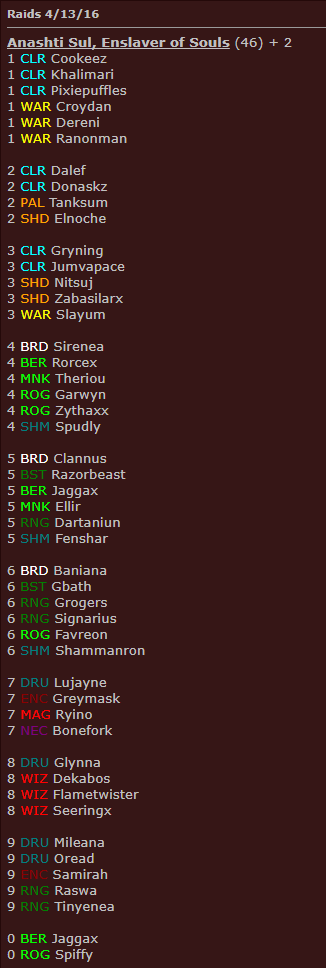 Raids 4/13/16
Anashti Sul, Enslaver of Souls (46) + 2
1 CLR Cookeez
1 CLR Khalimari
1 CLR Pixiepuffles
1 WAR Croydan
1 WAR Dereni
1 WAR Ranonman
2 CLR Dalef
2 CLR Donaskz
2 PAL Tanksum
2 SHD Elnoche
3 CLR Gryning
3 CLR Jumvapace
3 SHD Nitsuj
3 SHD Zabasilarx
3 WAR Slayum
4 BRD Sirenea
4 BER Rorcex
4 MNK Theriou
4 ROG Garwyn
4 ROG Zythaxx
4 SHM Spudly
5 BRD Clannus
5 BST Razorbeast
5 BER Jaggax
5 MNK Ellir
5 RNG Dartaniun
5 SHM Fenshar
6 BRD Baniana
6 BST Gbath
6 RNG Grogers
6 RNG Signarius
6 ROG Favreon
6 SHM Shammanron
7 DRU Lujayne
7 ENC Greymask
7 MAG Ryino
7 NEC Bonefork
8 DRU Glynna
8 WIZ Dekabos
8 WIZ Flametwister
8 WIZ Seeringx
9 DRU Mileana
9 DRU Oread
9 ENC Samirah
9 RNG Raswa
9 RNG Tinyenea
0 BER Jaggax
0 ROG Spiffy